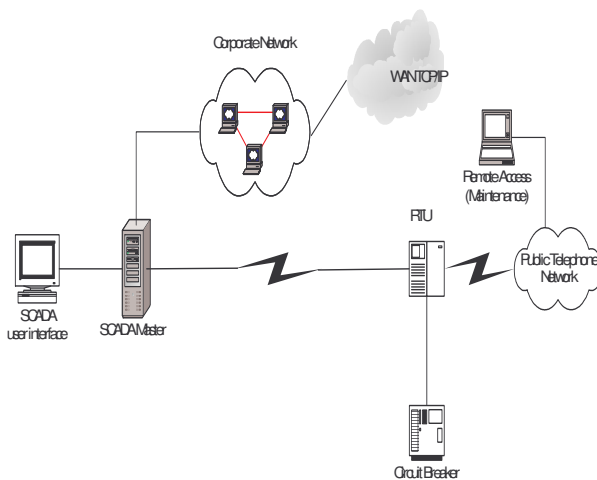 Corporate Network
WAN TCP/IP
Remote Access
(Maintenance)
RTU
Public Telephone
Network
SCADA
user interface
SCADA Master
Circuit Breaker